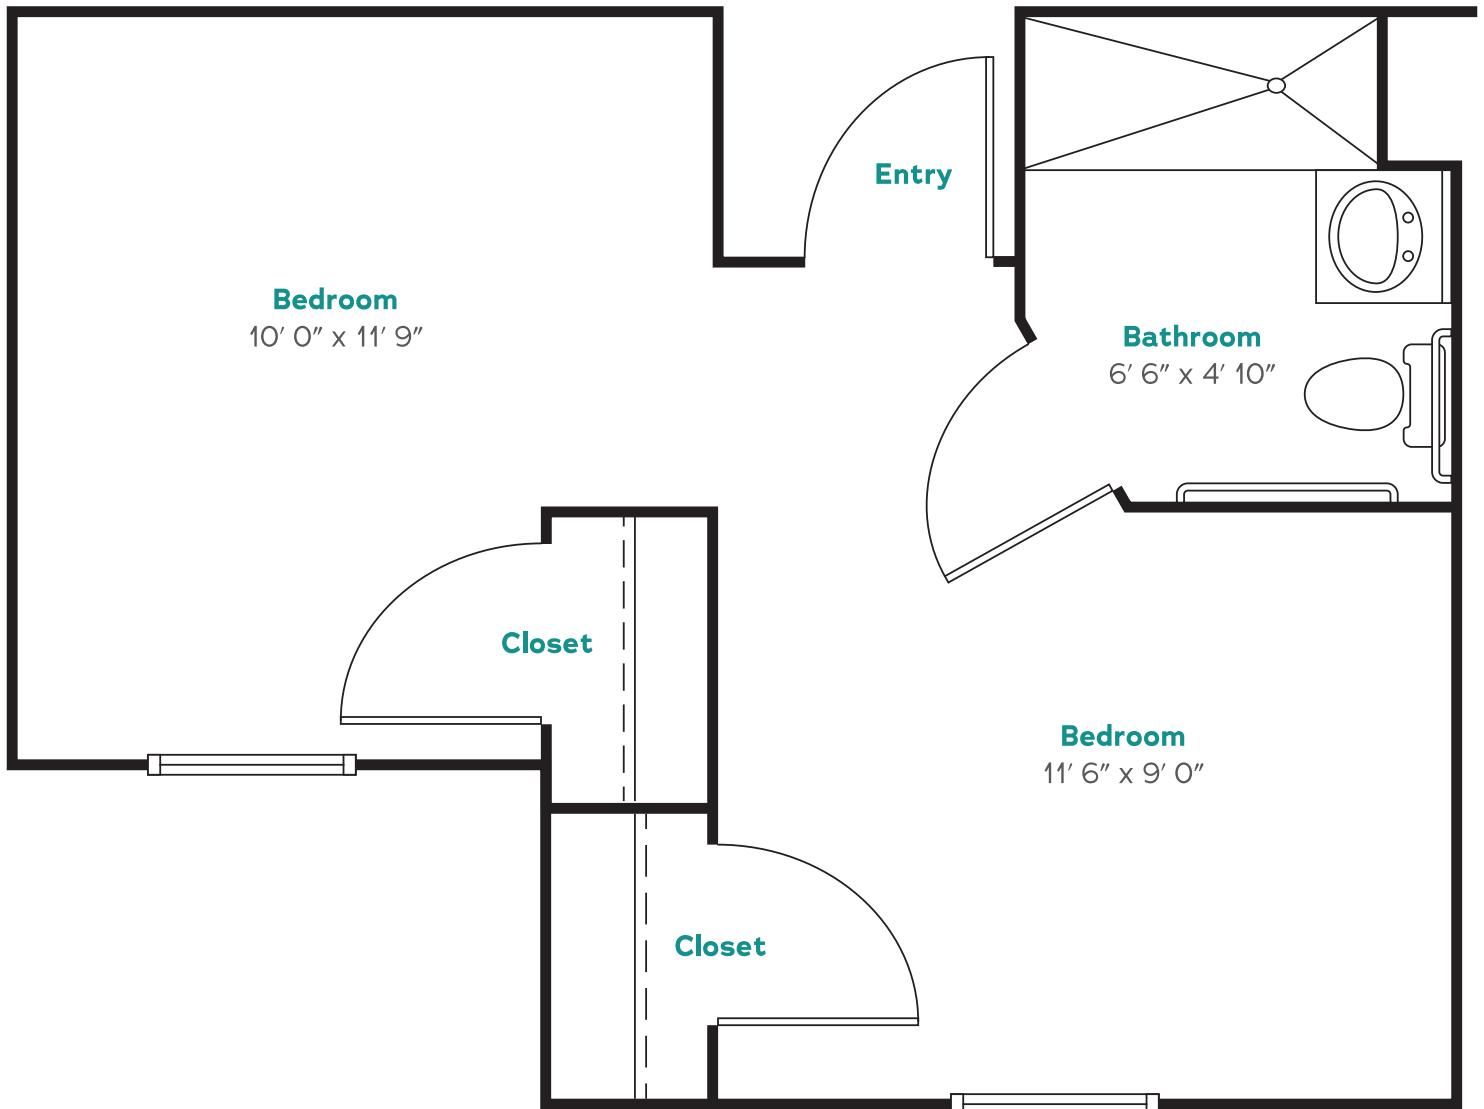 Entry
Bedroom
10′ 0″ x 11′ 9″
Bathroom
6′ 6″ x 4′ 10″
Closet
Bedroom
11′ 6″ x 9′ 0″
Closet